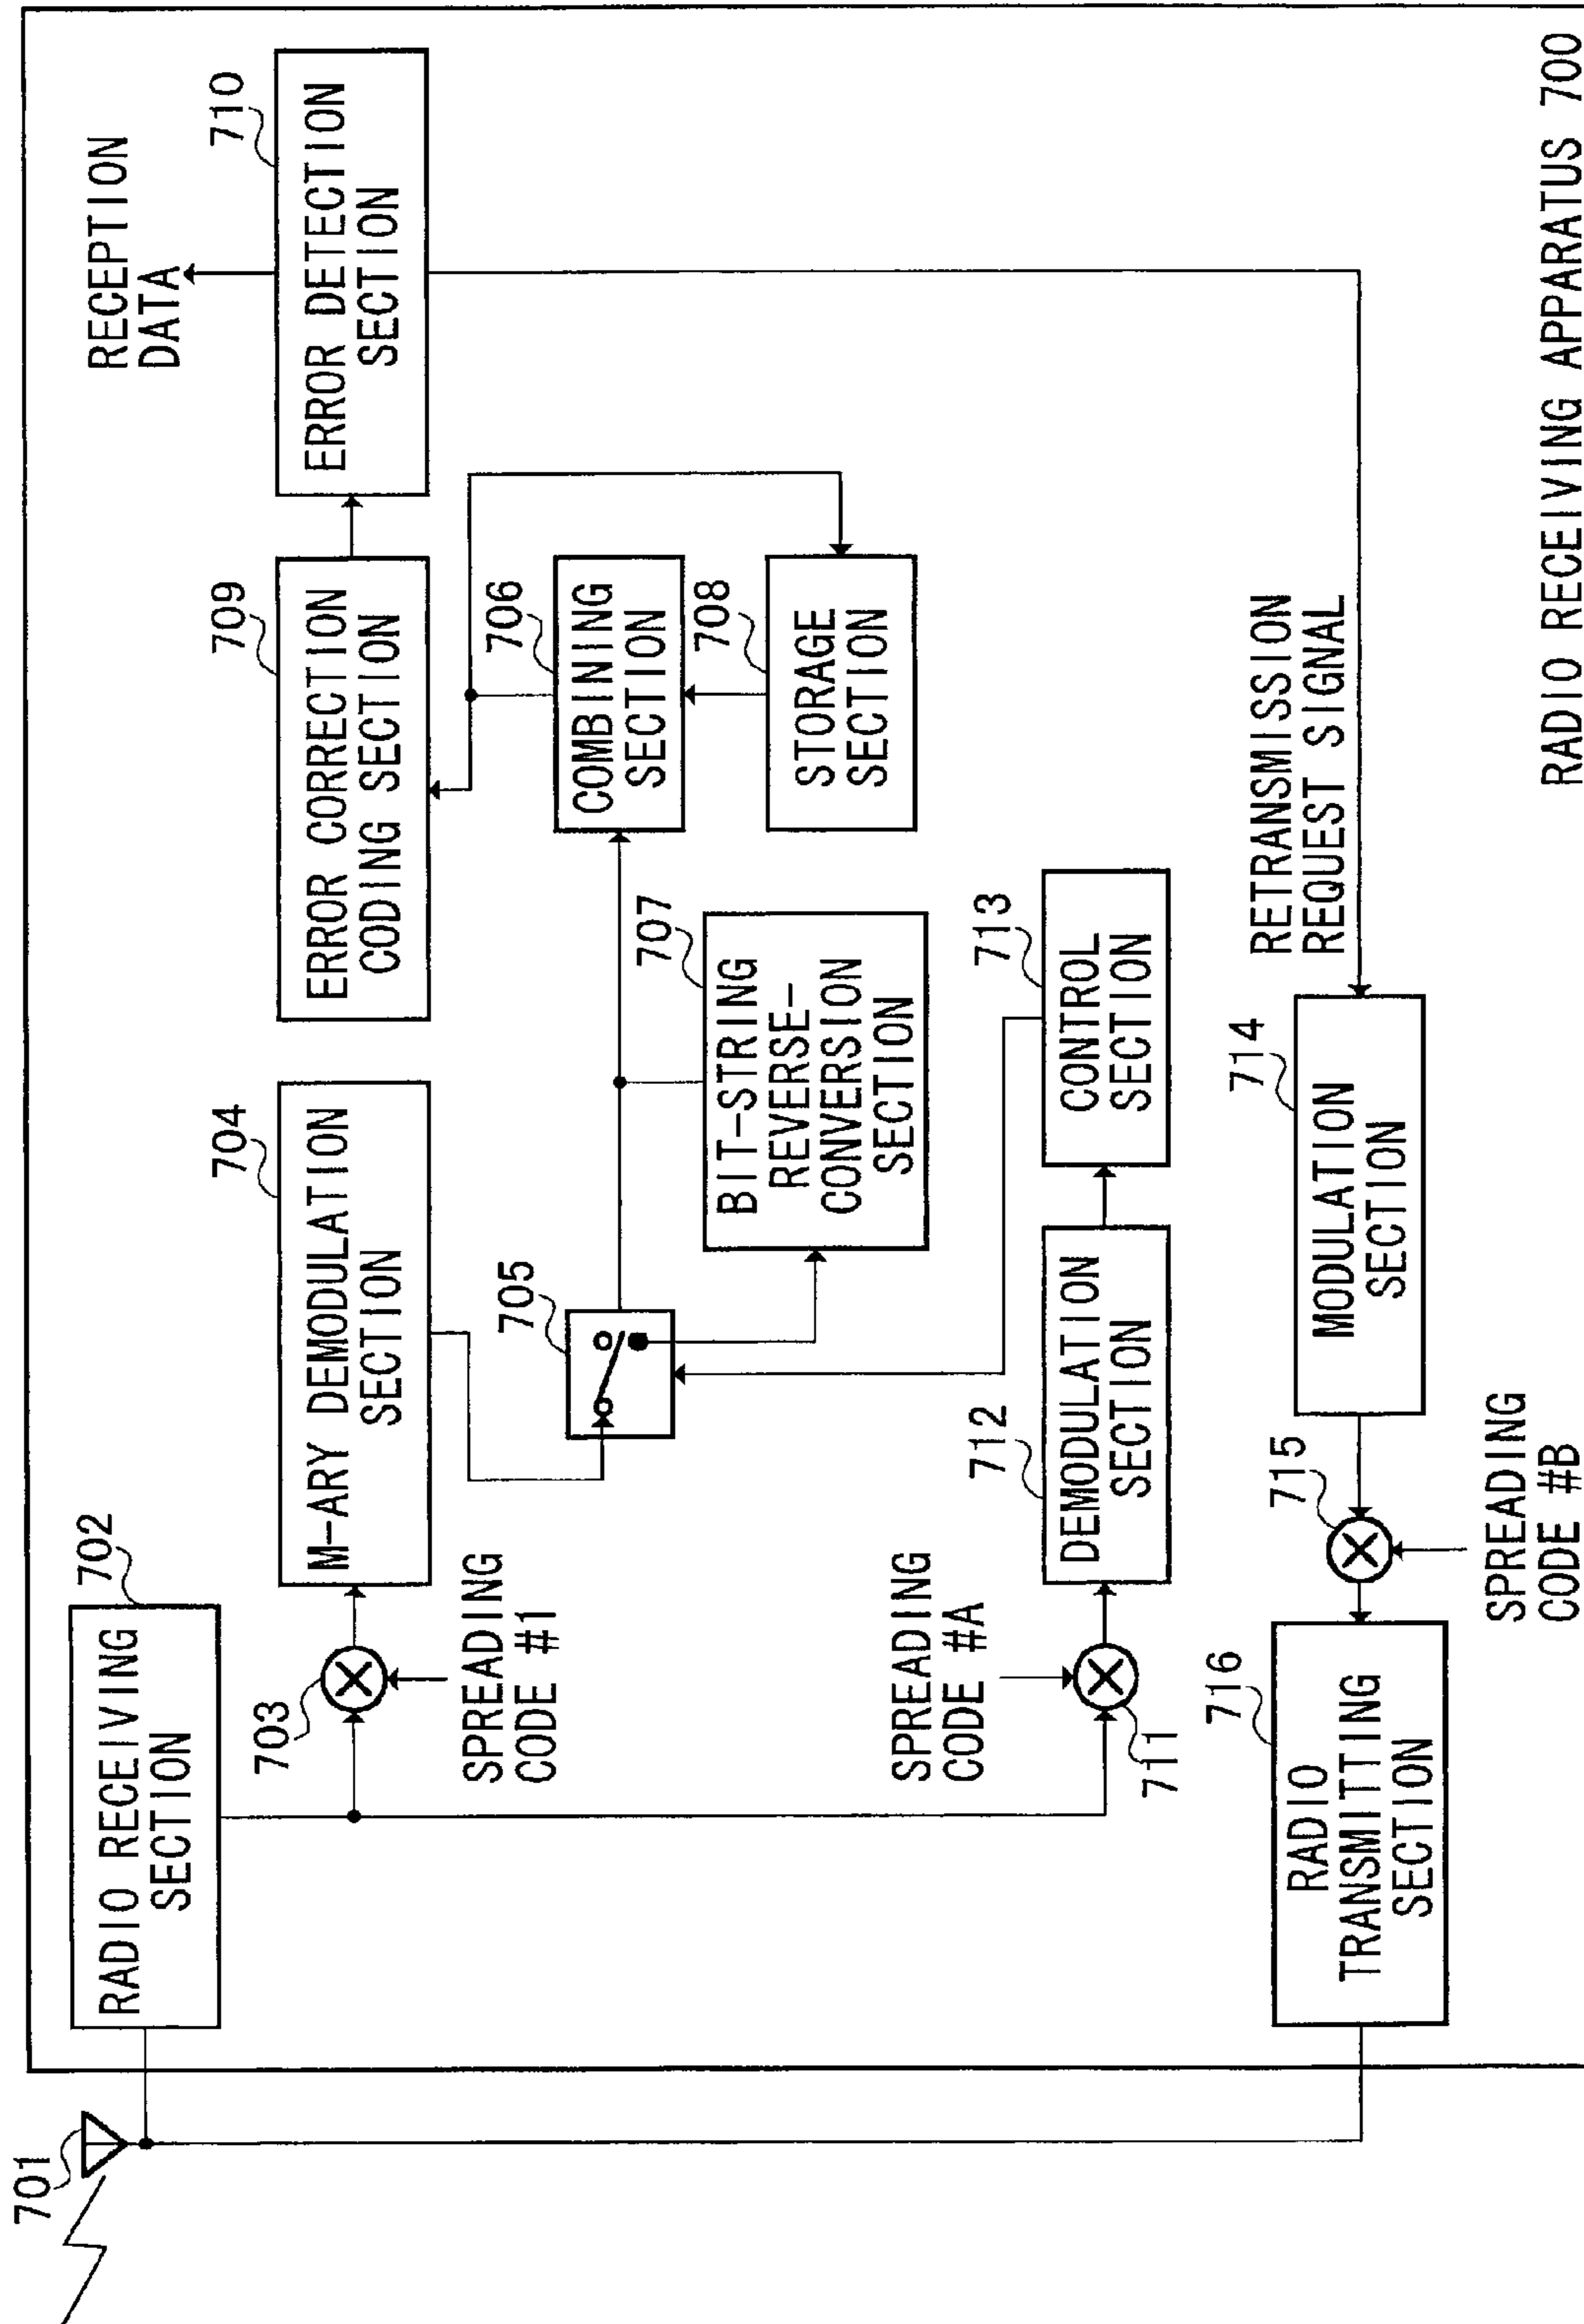 701
RADIO RECEIVING
SECTION
702
703
SPREADING
CODE #1
M-ARY DEMODULATION
SECTION
704
705
BIT-STRING
REVERSE-
CONVERSION
SECTION
707
COMBINING
SECTION
706
STORAGE
SECTION
708
ERROR CORRECTION
CODING SECTION
709
ERROR DETECTION
SECTION
710
RECEPTION
DATA
SPREADING
CODE #A
711
DEMODULATION
SECTION
712
CONTROL
SECTION
713
RETRANSMISSION
REQUEST SIGNAL
MODULATION
SECTION
714
715
SPREADING
CODE #B
RADIO
TRANSMITTING
SECTION
716
RADIO RECEIVING APPARATUS 700